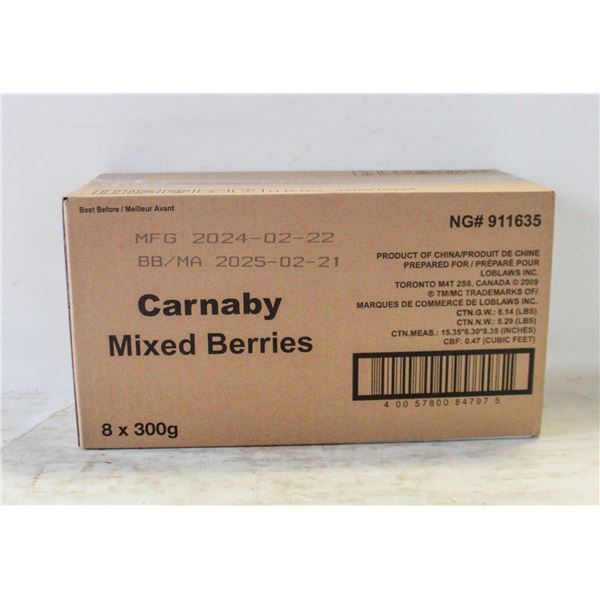 Best Before / Meilleur Avant
NG# 911635
MFG 2024-02-22
BB/MA 2025-02-21
PRODUCT OF CHINA/PRODUIT DE CHINE
PREPARED FOR / PRÉPARÉ POUR
LOBLAWS INC.
TORONTO M4T 2S8, CANADA © 2009
® TM/MC TRADEMARKS OF/
MARQUES DE COMMERCE DE LOBLAWS INC.
CTN.G.W.: 6.14 (LBS)
CTN.N.W.: 5.29 (LBS)
CTN.MEAS.: 15.35*6.30*8.35 (INCHES)
CBF: 0.47 (CUBIC FEET)
Carnaby
Mixed Berries
4 00 57800 84797 5
8 x 300g